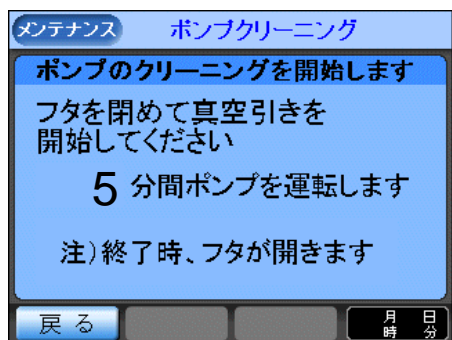 メンテナンス ポンプクリーニング
ポンプのクリーニングを開始します
フタを閉めて真空引きを
開始してください
5 分間ポンプを運転します
注)終了時、フタが開きます
戻る 月 日
時 分